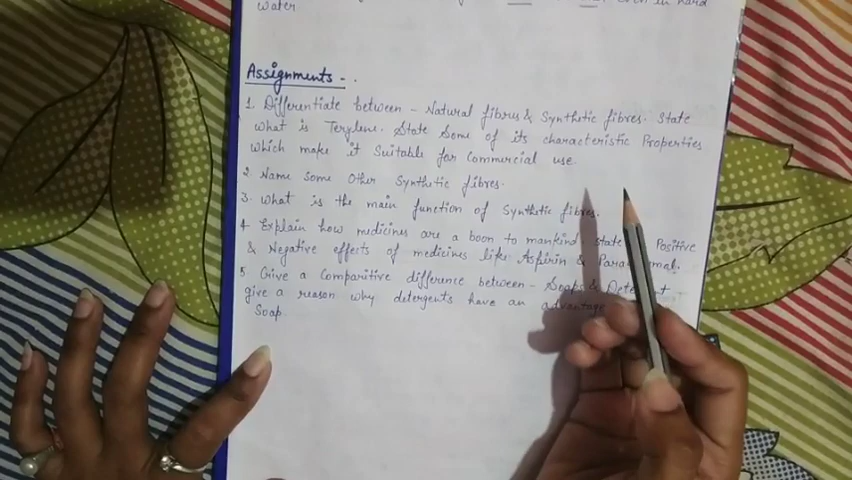 even in hard
water
Assignments -.
1. Differentiate between - Natural fibres & Synthetic fibres. State
what is Terylene. State Some of its characteristic Properties
which make it Suitable for Commercial use.
2 Name some Other Synthetic fibres.
3. What is the main function of Synthetic fibres.
4 Explain how medicines are a boon to mankind. State Positive
& Negative effects of medicines like Aspirin &
5 Give a Comparitive difference between - Soaps &
give a reason why detergents have an advantage
Soap